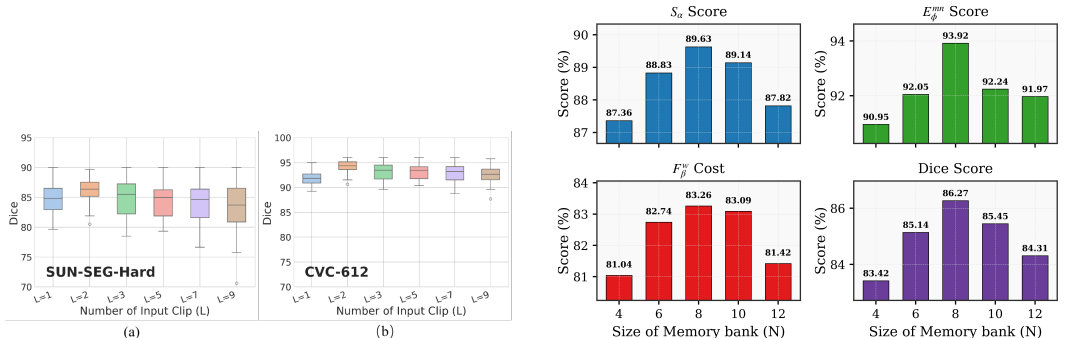 95
90
85
80
75
70
Dice
SUN-SEG-Hard
L=1 L=2 L=3 L=5 L=7 L=9
Number of Input Clip (L)
(a)
100
95
90
85
80
75
70
Dice
CVC-612
L=1 L=2 L=3 L=5 L=7 L=9
Number of Input Clip (L)
(b)
Sα Score
Score (%)
90
89
88
87
87.36 88.83 89.63 89.14 87.82
Eϕmn Score
Score (%)
94
92
90.95 92.05 93.92 92.24 91.97
Fβw Cost
Score (%)
84
83
82
81
81.04 82.74 83.26 83.09 81.42
4 6 8 10 12
Size of Memory bank (N)
Dice Score
Score (%)
86
84
83.42 85.14 86.27 85.45 84.31
4 6 8 10 12
Size of Memory bank (N)